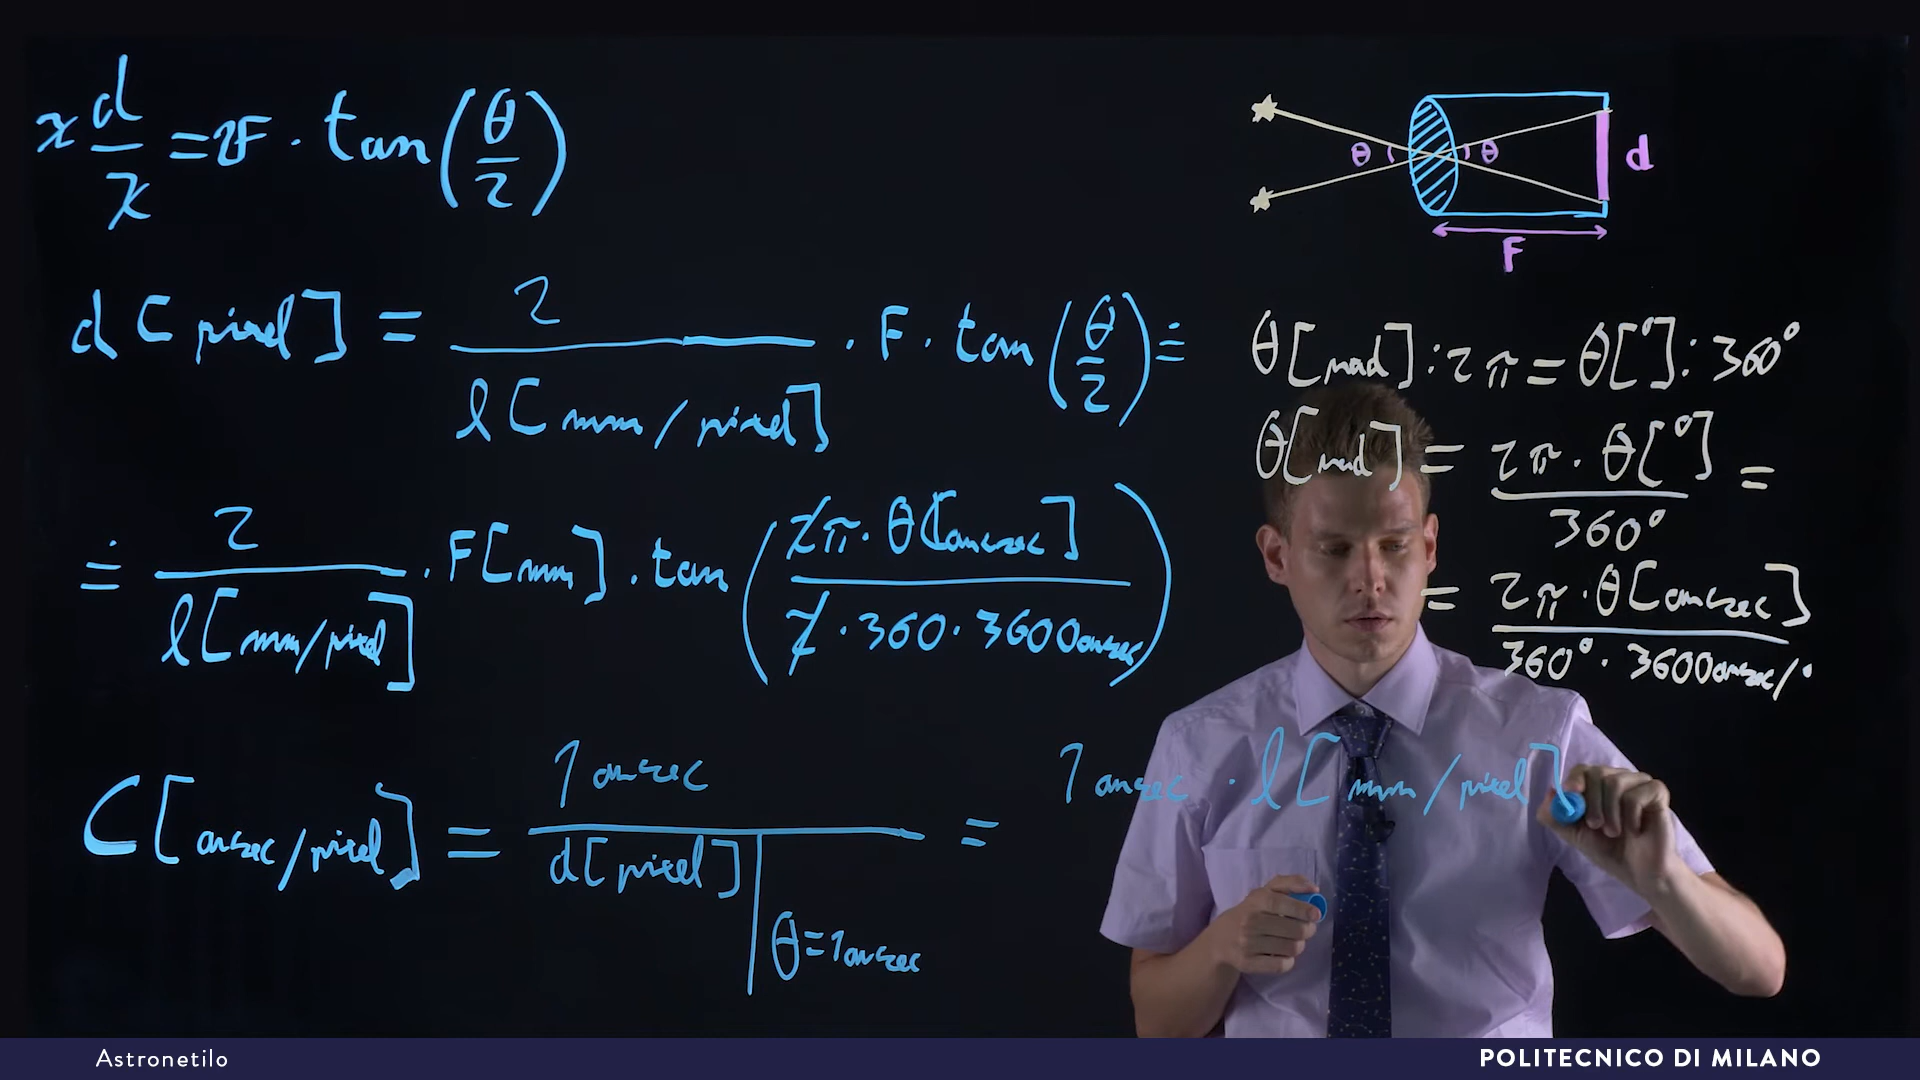 x d/x = 2F · tan(θ/2)
θ θ d
F
d [pixel] = 2 / l [mm/pixel] · F · tan(θ/2) =
= 2 / l [mm/pixel] · F [mm] · tan(2π · θ [arcsec] / 2 · 360 · 3600 arcsec)
C [arcsec/pixel] = 1 arcsec / d [pixel] | θ = 1 arcsec = 1 arcsec · l [mm/pixel]
θ [rad] : 2π = θ [°] : 360°
θ [rad] = 2π · θ [°] / 360° =
= 2π · θ [arcsec] / 360° · 3600 arcsec/°
Astronetilo
POLITECNICO DI MILANO